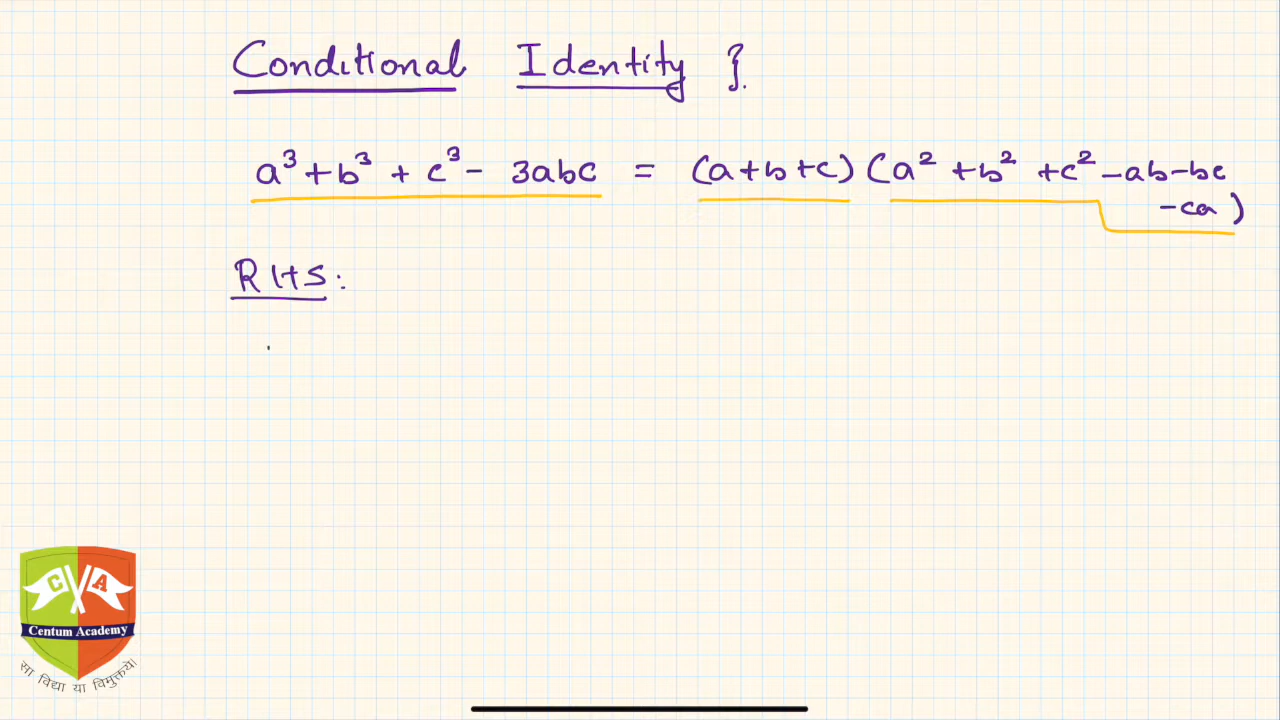 Conditional Identity }.
a³ + b³ + c³ - 3abc = (a+b+c) (a² + b² + c² - ab - bc
- ca)
RHS:
C A
Centum Academy
सा विद्या या विमुक्तये